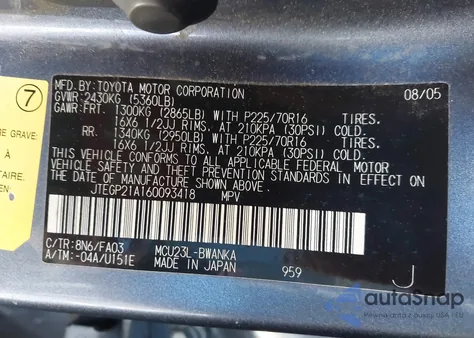 MFD.BY:TOYOTA MOTOR CORPORATION 08/05
GVWR:2430KG (5360LB)
GAWR:FRT. 1300KG (2865LB) WITH P225/70R16 TIRES.
16X6 1/2JJ RIMS, AT 210KPA (30PSI) COLD.
RR. 1340KG (2950LB) WITH P225/70R16 TIRES.
16X6 1/2JJ RIMS, AT 210KPA (30PSI) COLD.
THIS VEHICLE CONFORMS TO ALL APPLICABLE FEDERAL MOTOR
VEHICLE SAFETY AND THEFT PREVENTION STANDARDS IN EFFECT ON
THE DATE OF MANUFACTURE SHOWN ABOVE.
JTEGP21A160093418 MPV
C/TR:8N6/FA03 MCU23L-BWANKA
A/TM:-04A/U151E MADE IN JAPAN 959 J
7
E GRAVE:
À
TAIRE.
EN
autoAstap